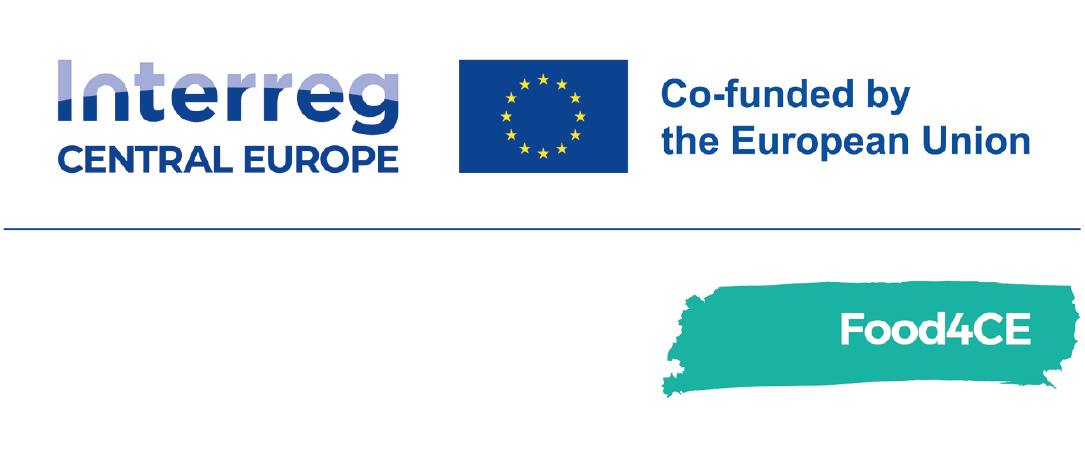 Interreg
CENTRAL EUROPE
Co-funded by
the European Union
Food4CE